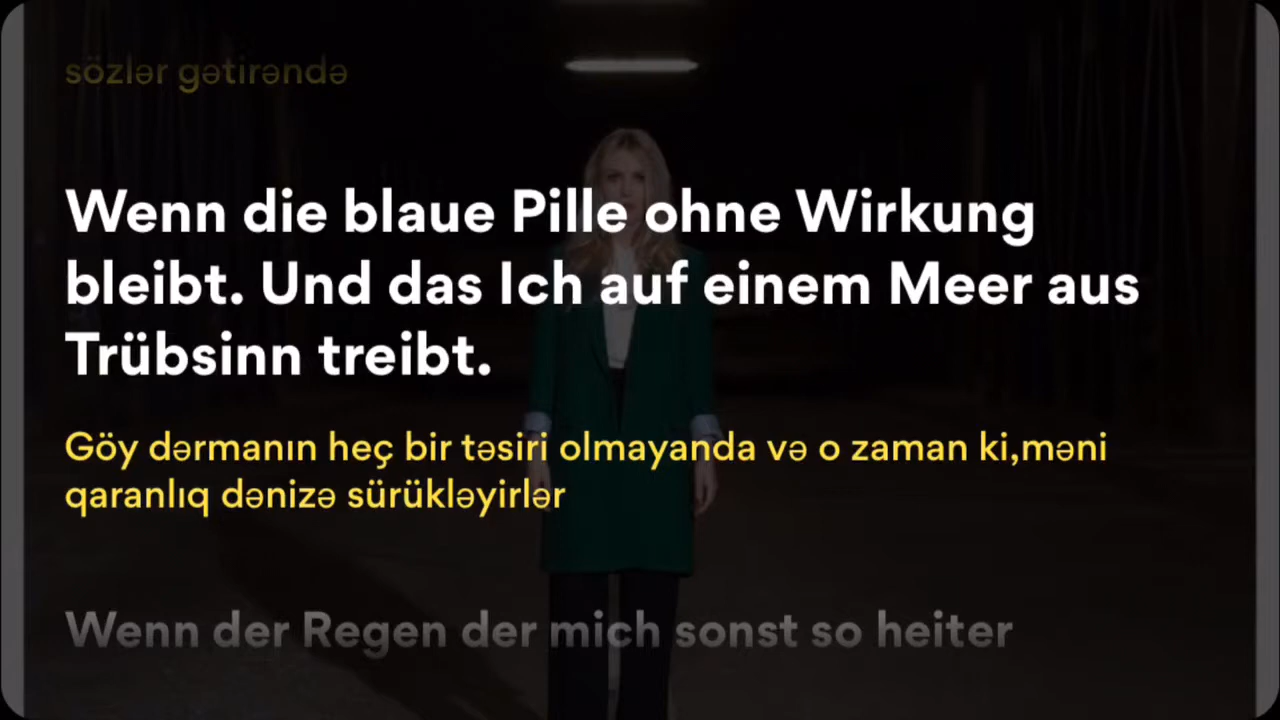 sözlər gətirəndə
Wenn die blaue Pille ohne Wirkung
bleibt. Und das Ich auf einem Meer aus
Trübsinn treibt.
Göy dərmanın heç bir təsiri olmayanda və o zaman ki,məni
qaranlıq dənizə sürükləyirlər
Wenn der Regen der mich sonst so heiter